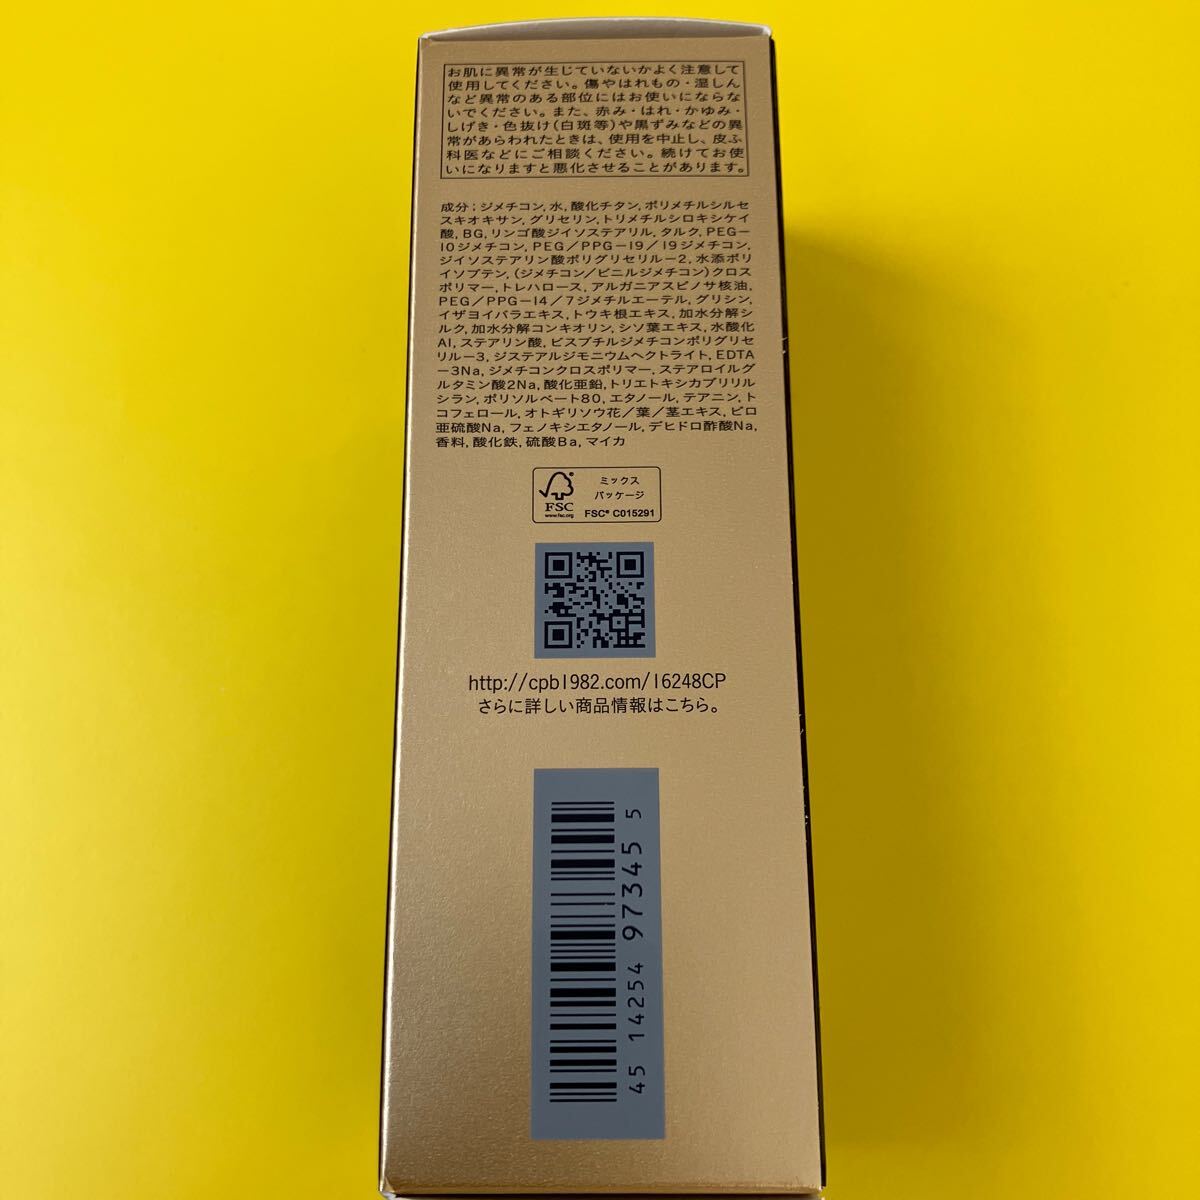 お肌に異常が生じていないかよく注意して
使用してください。傷やはれもの・湿しん
など異常のある部位にはお使いにならな
いでください。また、赤み・はれ・かゆみ・
しげき・色抜け(白斑等)や黒ずみなどの異
常があらわれたときは、使用を中止し、皮ふ
科医などにご相談ください。続けてお使
いになりますと悪化させることがあります。
成分:ジメチコン,水,酸化チタン,ポリメチルシルセ
スキオキサン,グリセリン,トリメチルシロキシケイ
酸,BG,リンゴ酸ジイソステアリル,タルク,PEG-
10ジメチコン,PEG/PPG-19/19ジメチコン,
ジイソステアリン酸ポリグリセリル-2,水添ポリ
イソブテン,(ジメチコン/ビニルジメチコン)クロス
ポリマー,トレハロース,アルガニアスピノサ核油,
PEG/PPG-14/7ジメチルエーテル,グリシン,
イザヨイバラエキス,トウキ根エキス,加水分解シ
ルク,加水分解コンキオリン,シソ葉エキス,水酸化
Al,ステアリン酸,ビスブチルジメチコンポリグリセ
リル-3,ジステアルジモニウムヘクトライト,EDTA
-3Na,ジメチコンクロスポリマー,ステアロイルグ
ルタミン酸2Na,酸化亜鉛,トリエトキシカプリリル
シラン,ポリソルベート80,エタノール,テアニン,ト
コフェロール,オトギリソウ花/葉/茎エキス,ピロ
亜硫酸Na,フェノキシエタノール,デヒドロ酢酸Na,
香料,酸化鉄,硫酸Ba,マイカ
FSC
www.fsc.org
ミックス
パッケージ
FSC® C015291
http://cpb1982.com/16248CP
さらに詳しい商品情報はこちら。
45 14254 97345 5